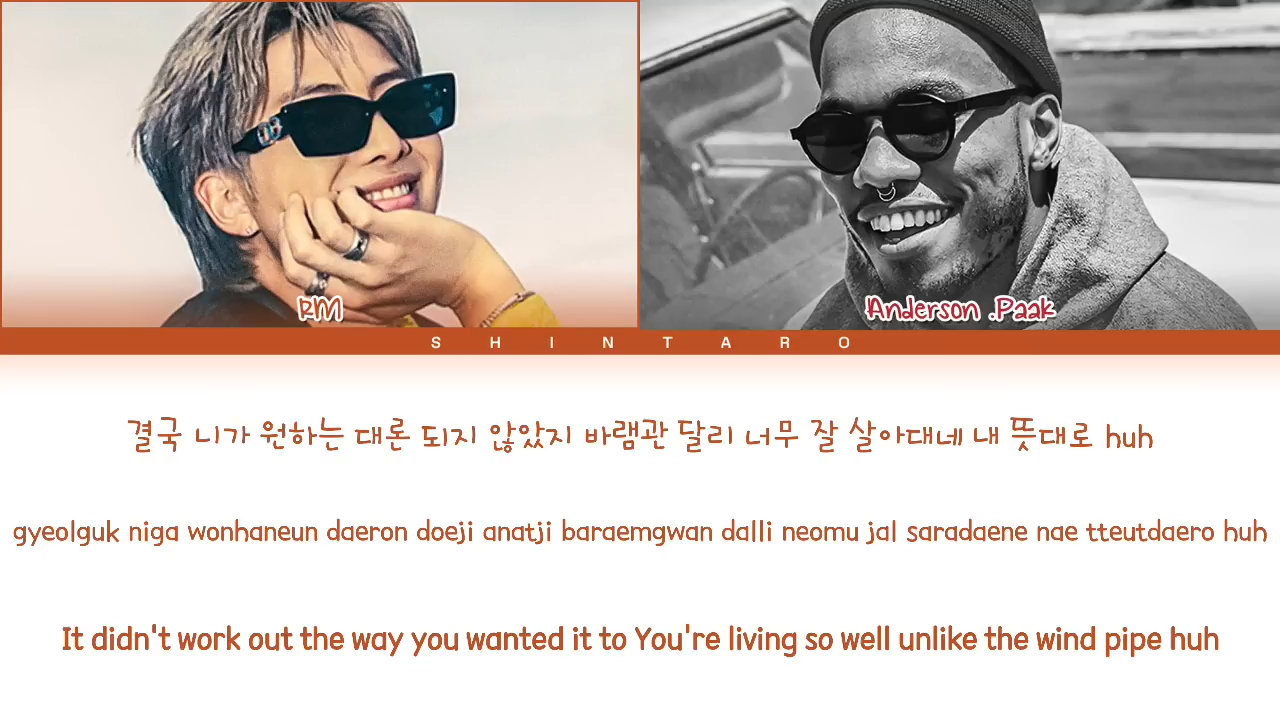 RM
Anderson .Paak
SHINTARO
결국 니가 원하는 대론 되지 않았지 바램관 달리 너무 잘 살아대네 내 뜻대로 huh
gyeolguk niga wonhaneun daeron doeji anatji baraemgwan dalli neomu jal saradaene nae tteutdaero huh
It didn't work out the way you wanted it to You're living so well unlike the wind pipe huh